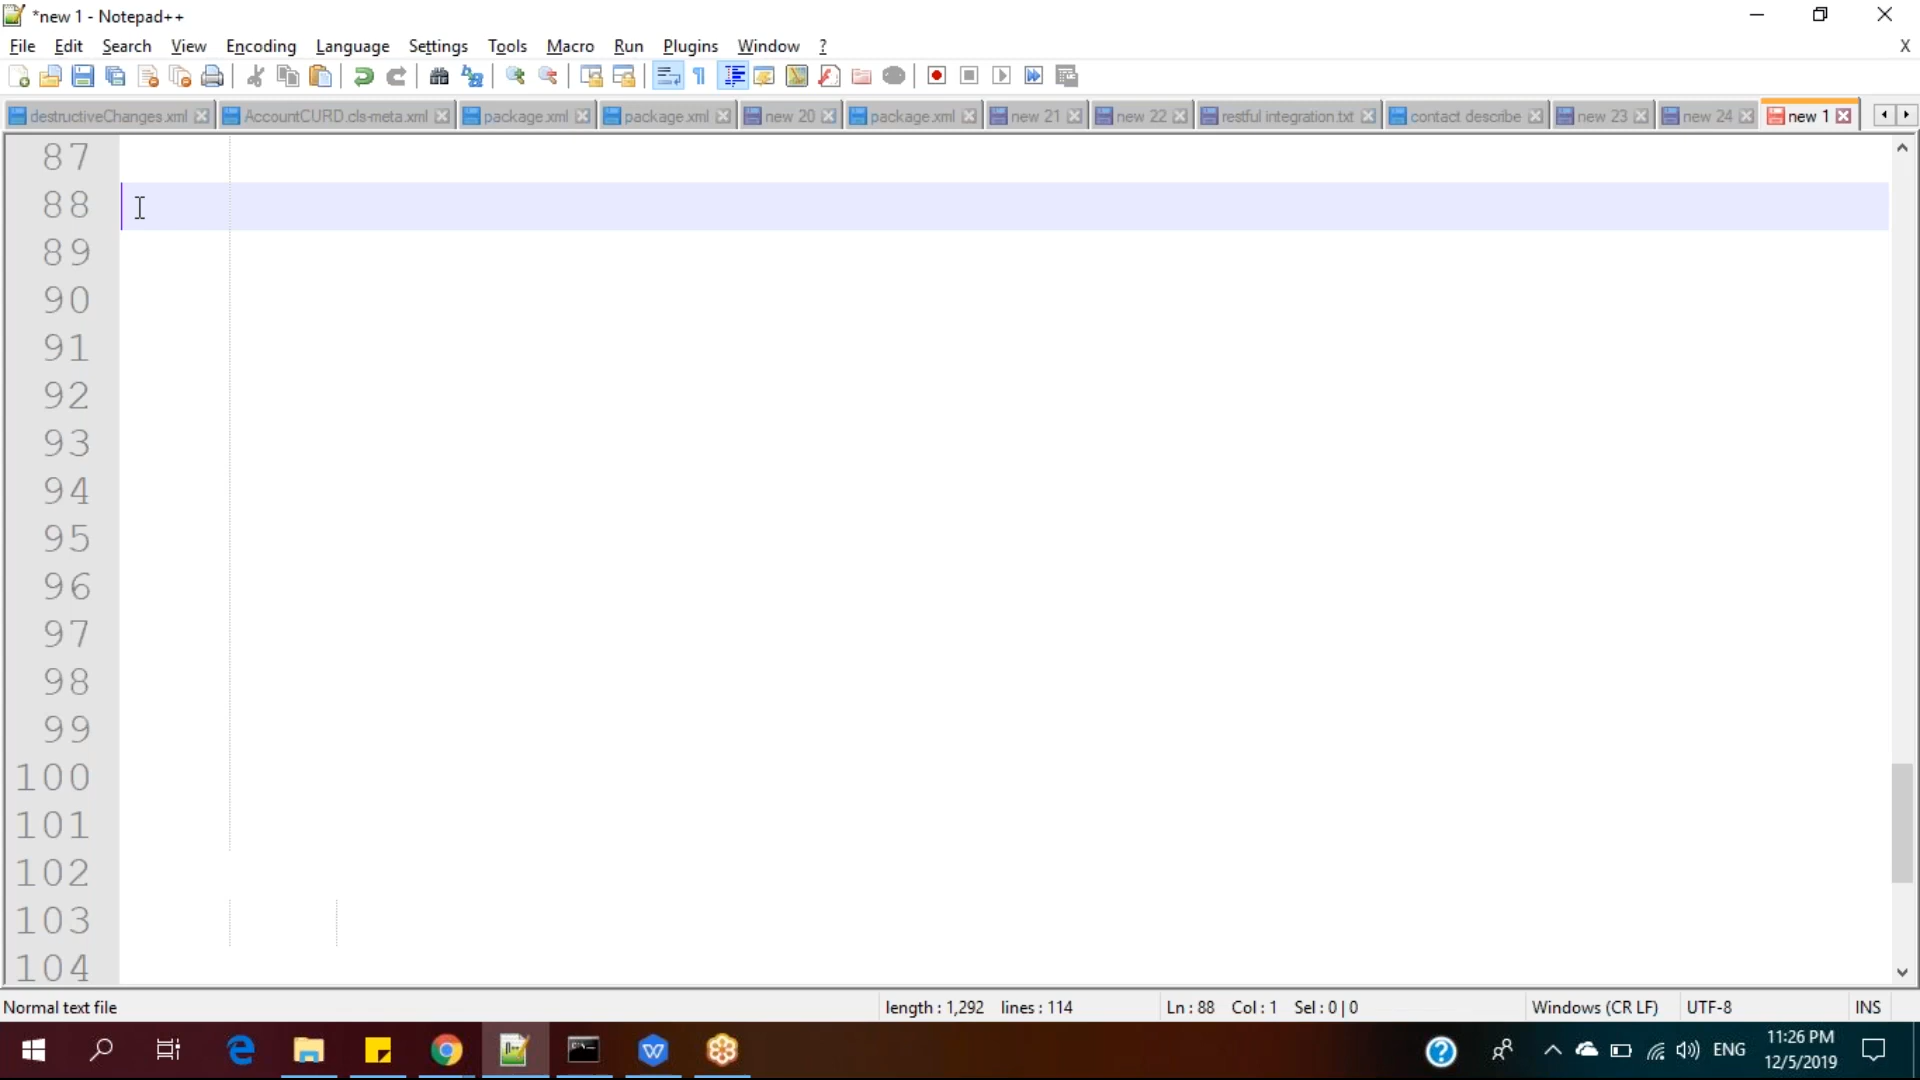 *new 1 - Notepad++
File Edit Search View Encoding Language Settings Tools Macro Run Plugins Window ?
X
destructiveChanges.xml AccountCURD.cls-meta.xml package.xml package.xml new 20 package.xml new 21 new 22 restful integration.txt contact describe new 23 new 24 new 1
87
88
89
90
91
92
93
94
95
96
97
98
99
100
101
102
103
104
Normal text file length : 1,292 lines : 114 Ln : 88 Col : 1 Sel : 0 | 0 Windows (CR LF) UTF-8 INS
ENG
11:26 PM
12/5/2019